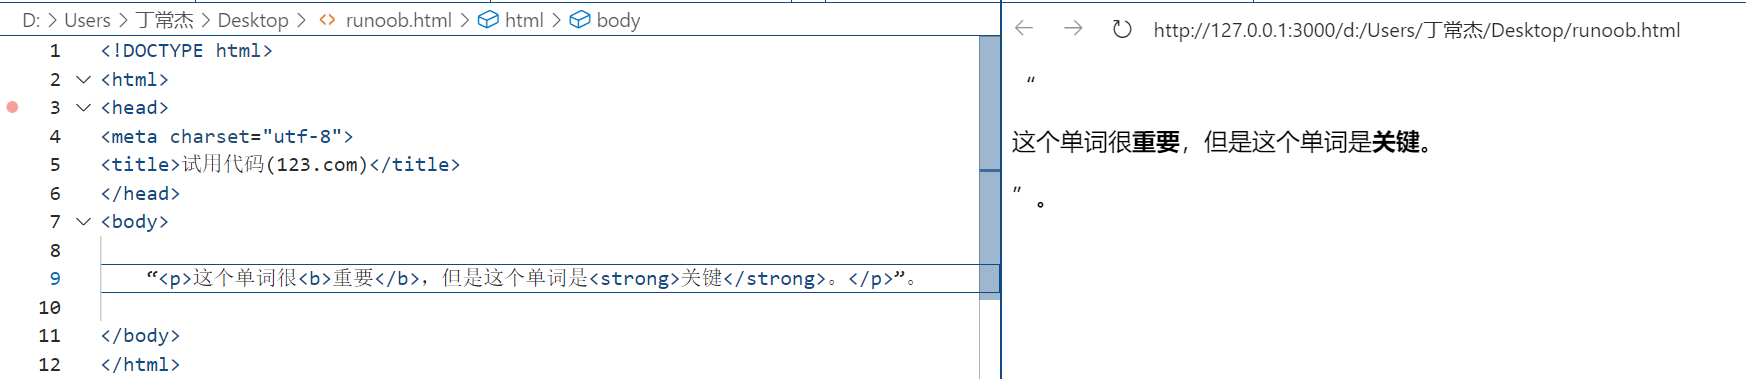 D: > Users > 丁常杰 > Desktop > <> runoob.html > html > body
1 <!DOCTYPE html>
2 <html>
3 <head>
4 <meta charset="utf-8">
5 <title>试用代码(123.com)</title>
6 </head>
7 <body>
8
9 “<p>这个单词很<b>重要</b>，但是这个单词是<strong>关键</strong>。</p>”。
10
11 </body>
12 </html>
http://127.0.0.1:3000/d:/Users/丁常杰/Desktop/runoob.html
“
这个单词很重要，但是这个单词是关键。
”。